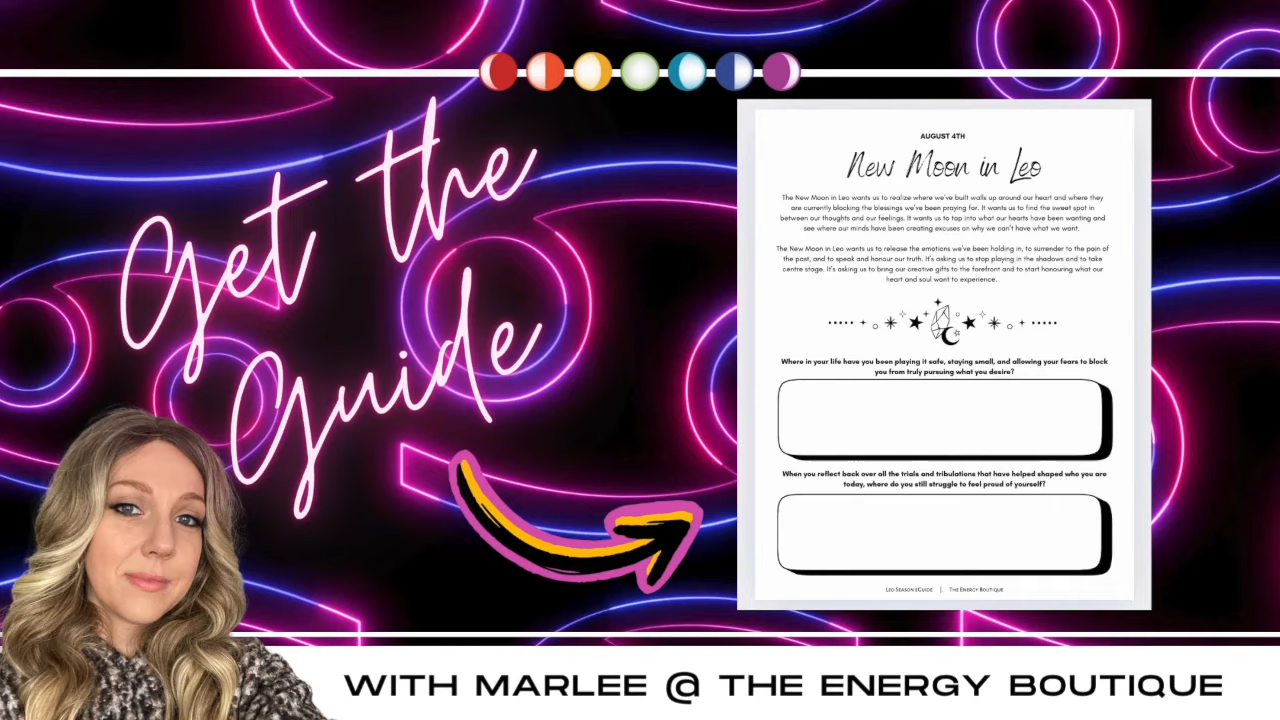 Get the
Guide
AUGUST 4TH
New Moon in Leo
The New Moon in Leo wants us to realize where we've built walls up around our heart and where they
are currently blocking the blessings we've been praying for. It wants us to find the sweet spot in
between our thoughts and our feelings. It wants us to tap into what our hearts have been wanting and
see where our minds have been creating excuses on why we can't have what we want.
The New Moon in Leo wants us to release the emotions we've been holding in, to surrender to the pain of
the past, and to speak and honour our truth. It's asking us to stop playing in the shadows and to take
centre stage. It's asking us to bring our creative gifts to the forefront and to start honouring what our
heart and soul want to experience.
Where in your life have you been playing it safe, staying small, and allowing your fears to block
you from truly pursuing what you desire?
When you reflect back over all the trials and tribulations that have helped shaped who you are
today, where do you still struggle to feel proud of yourself?
Leo Season eGuide | The Energy Boutique
WITH MARLEE @ THE ENERGY BOUTIQUE